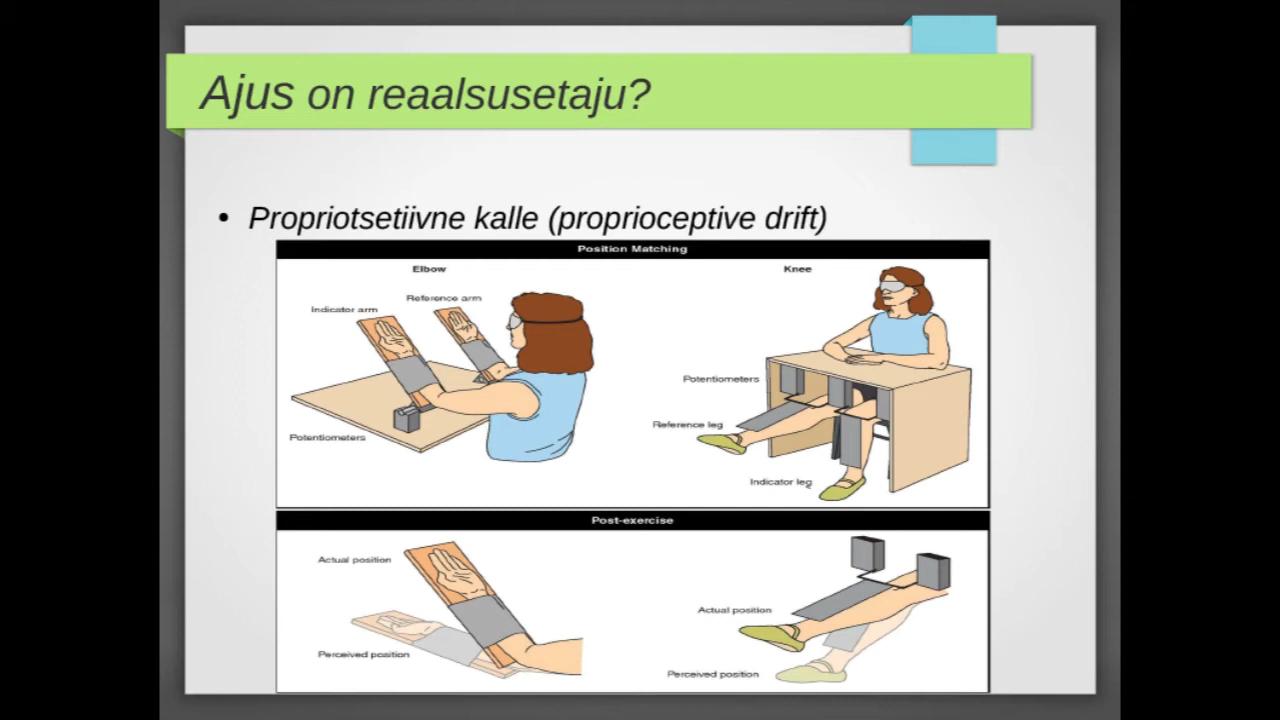 Ajus on reaalsusetaju?
• Propriotsetiivne kalle (proprioceptive drift)
Position Matching
Elbow
Knee
Reference arm
Indicator arm
Potentiometers
Reference leg
Potentiometers
Indicator leg
Post-exercise
Actual position
Actual position
Perceived position
Perceived position